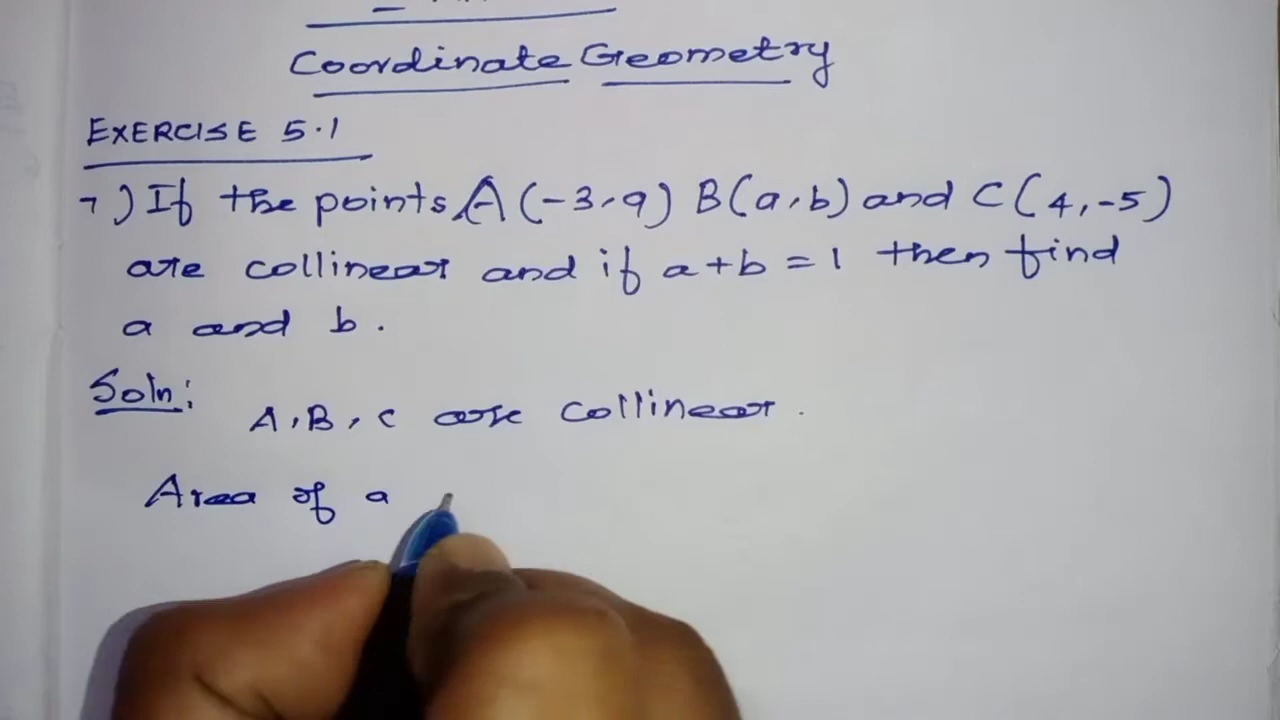 Coordinate Geometry
EXERCISE 5.1
7) If the points A(-3,9) B(a,b) and C(4,-5)
are collinear and if a+b=1 then find
a and b.
Soln:
A,B,C are collinear.
Area of a